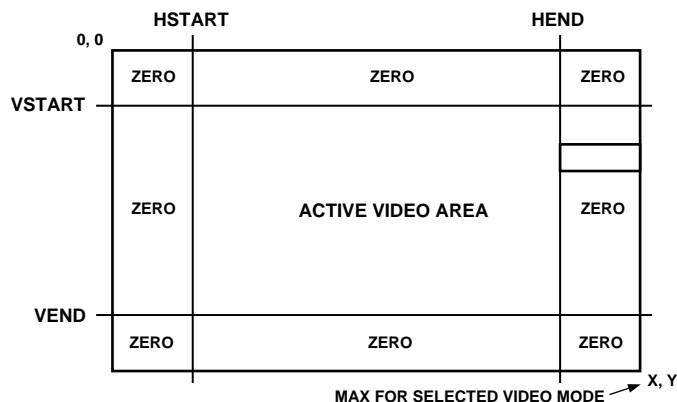 HSTART HEND
0, 0
ZERO ZERO ZERO
VSTART
ZERO ACTIVE VIDEO AREA ZERO
VEND
ZERO ZERO ZERO
X, Y
MAX FOR SELECTED VIDEO MODE